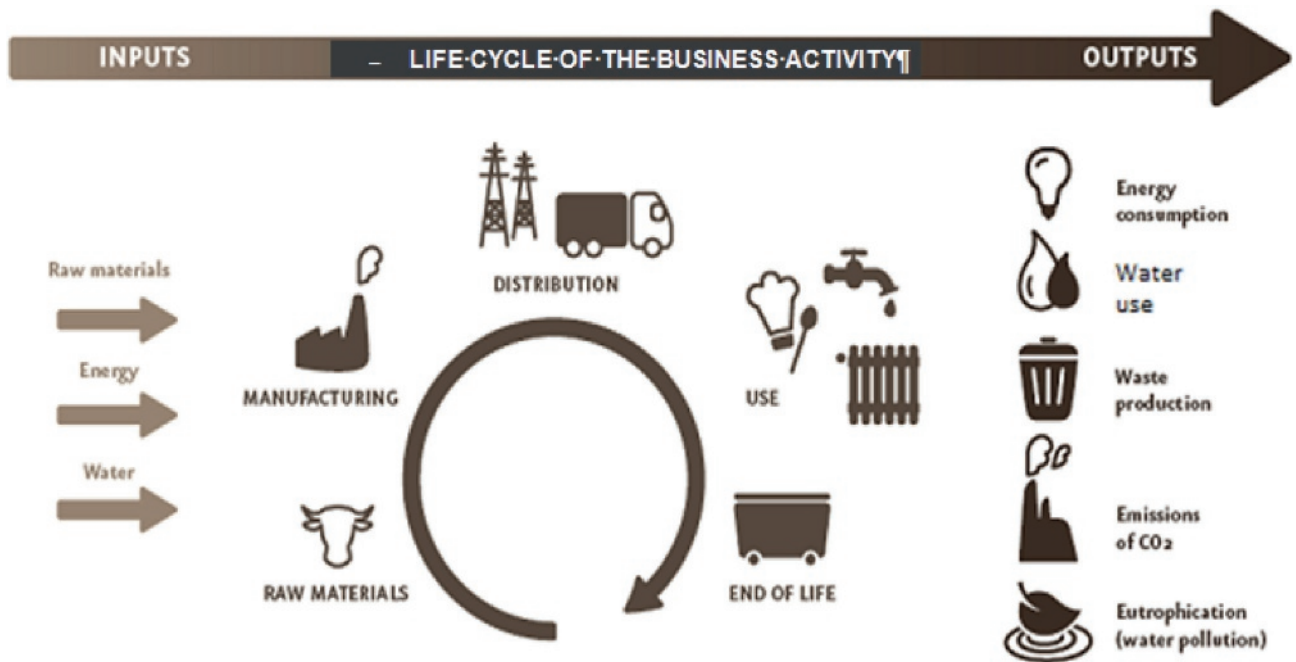 INPUTS
– LIFE·CYCLE·OF·THE·BUSINESS·ACTIVITY¶
OUTPUTS
Raw materials
Energy
Water
MANUFACTURING
RAW MATERIALS
DISTRIBUTION
USE
END OF LIFE
Energy
consumption
Water
use
Waste
production
Emissions
of CO2
Eutrophication
(water pollution)